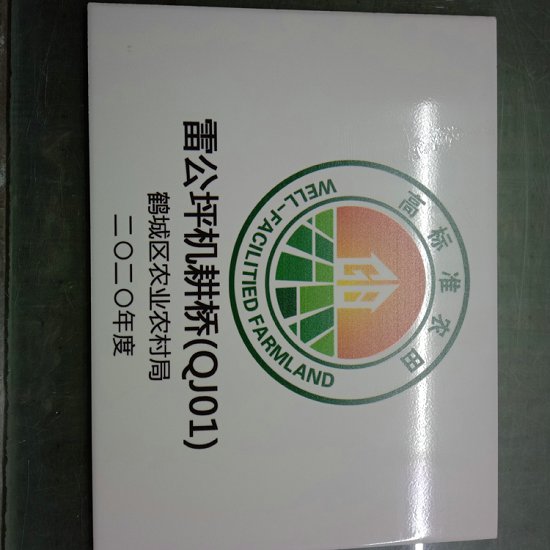 高标准农田
WELL-FACILITIED FARMLAND
雷公坪机耕桥(QJ01)
鹤城区农业农村局
二〇二〇年度